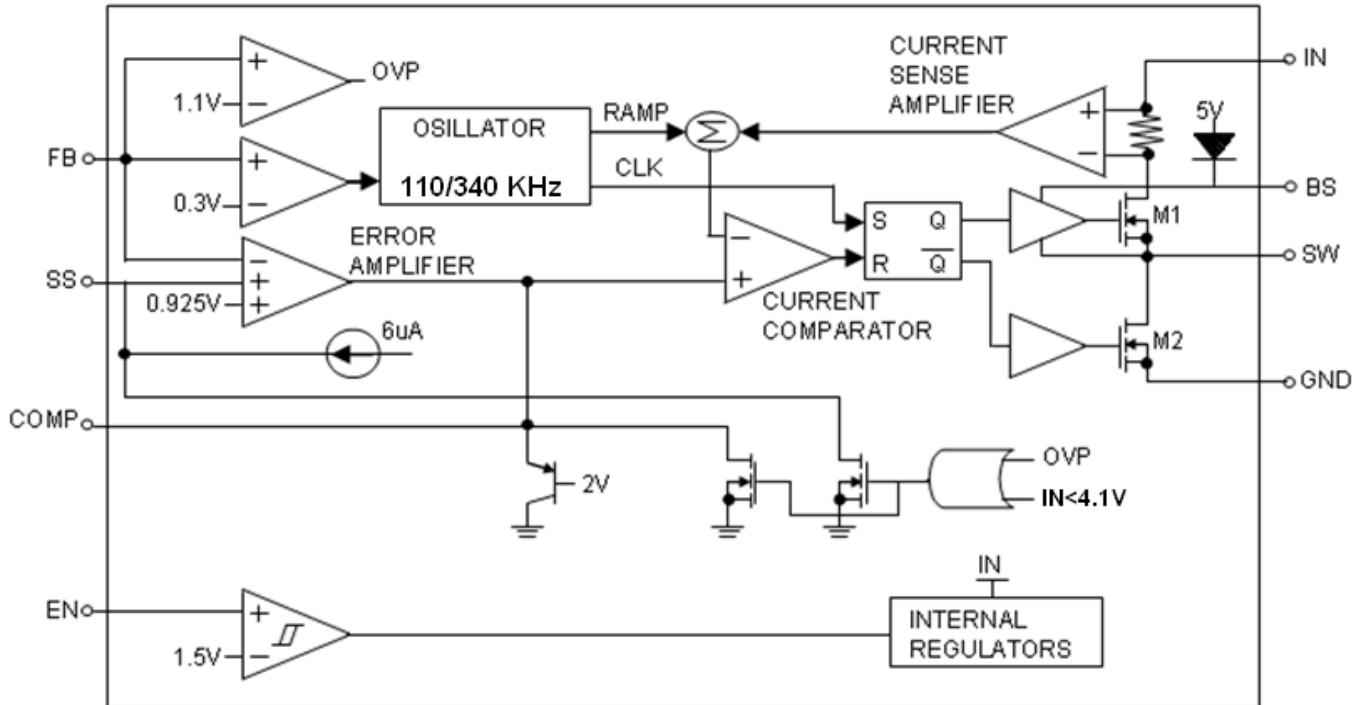 CURRENT
SENSE
AMPLIFIER
IN
+
OVP
1.1V
−
RAMP
Σ
+
−
5V
OSILLATOR
110/340 KHz
FB
+
0.3V
−
CLK
BS
S Q
R Q
M1
SW
ERROR
AMPLIFIER
−
+
+
SS
0.925V
−
+
CURRENT
COMPARATOR
6uA
M2
GND
COMP
2V
OVP
IN<4.1V
EN
+
1.5V
−
IN
INTERNAL
REGULATORS